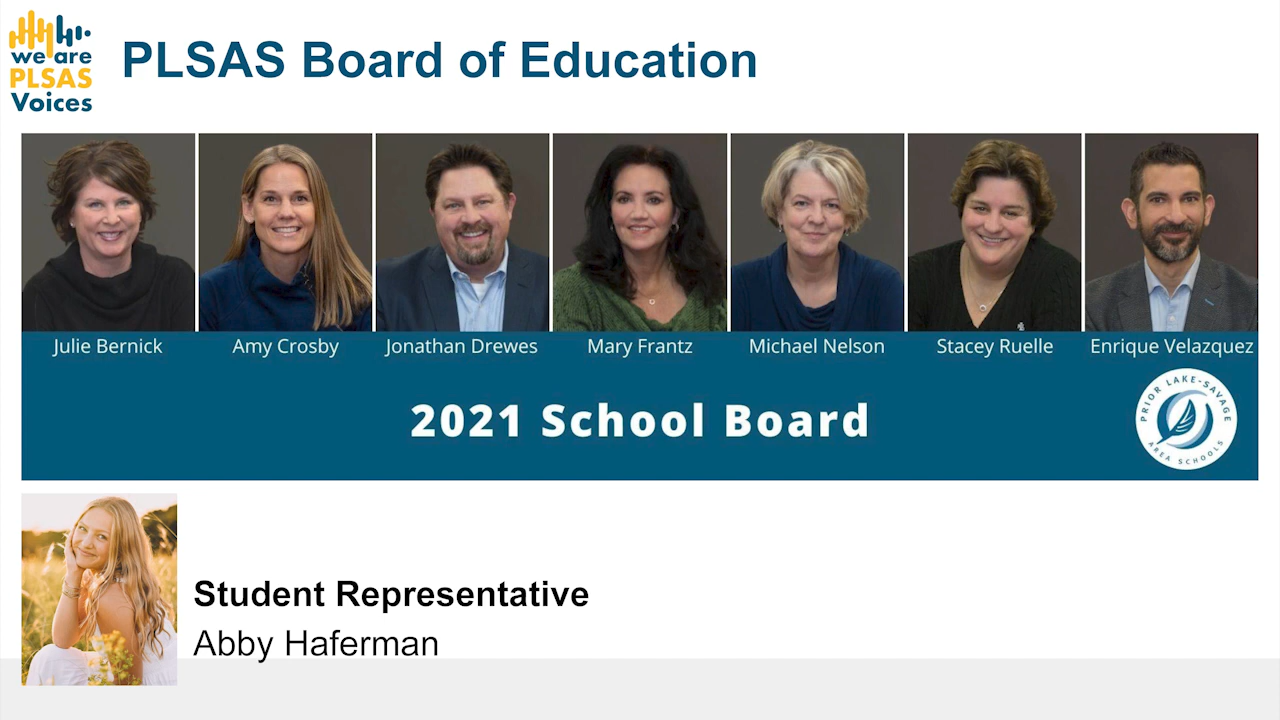 we are
PLSAS
Voices
PLSAS Board of Education
Julie Bernick
Amy Crosby
Jonathan Drewes
Mary Frantz
Michael Nelson
Stacey Ruelle
Enrique Velazquez
2021 School Board
PRIOR LAKE-SAVAGE
AREA SCHOOLS
Student Representative
Abby Haferman